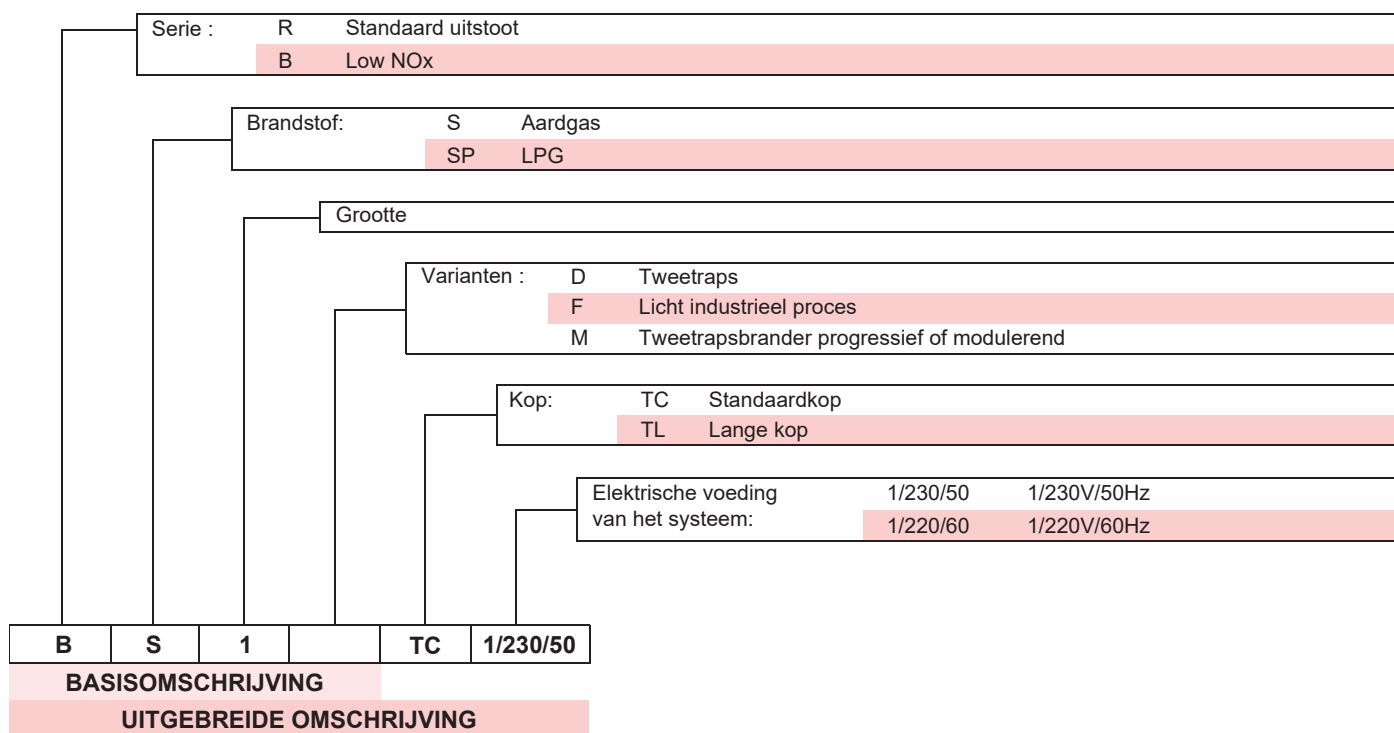 Serie : R Standaard uitstoot
B Low NOx
Brandstof: S Aardgas
SP LPG
Grootte
Varianten : D Tweetraps
F Licht industrieel proces
M Tweetrapsbrander progressief of modulerend
Kop: TC Standaardkop
TL Lange kop
Elektrische voeding 1/230/50 1/230V/50Hz
van het systeem: 1/220/60 1/220V/60Hz
B S 1 TC 1/230/50
BASISOMSCHRIJVING
UITGEBREIDE OMSCHRIJVING